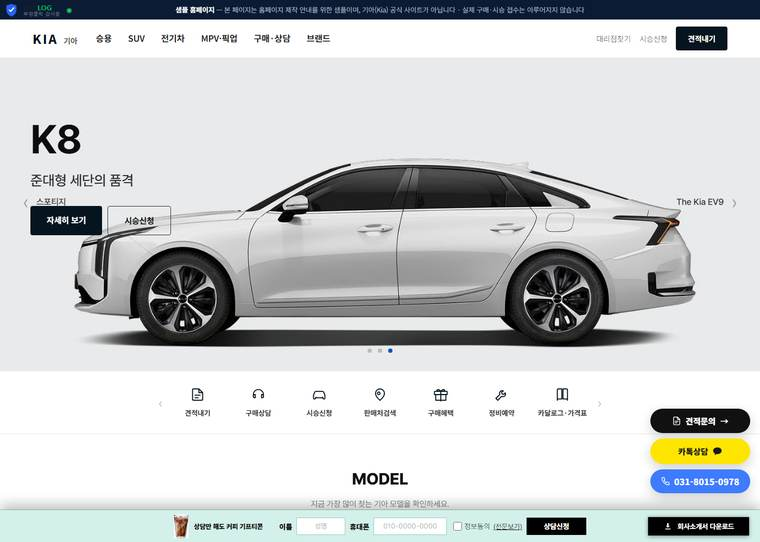 LOG
부정클릭 감시중
샘플 홈페이지 — 본 페이지는 홈페이지 제작 안내를 위한 샘플이며, 기아(Kia) 공식 사이트가 아닙니다 · 실제 구매·시승 접수는 이루어지지 않습니다
KIA 기아 승용 SUV 전기차 MPV·픽업 구매·상담 브랜드 대리점찾기 시승신청 견적내기
K8
준대형 세단의 품격
스포티지 The Kia EV9
자세히 보기 시승신청
견적내기 구매상담 시승신청 판매차검색 구매혜택 정비예약 카달로그·가격표
견적문의 →
카톡상담
031-8015-0978
MODEL
지금 가장 많이 찾는 기아 모델을 확인하세요.
상담만 해도 커피 기프티콘 이름 성명 휴대폰 010-0000-0000 정보동의 (전문보기) 상담신청 회사소개서 다운로드